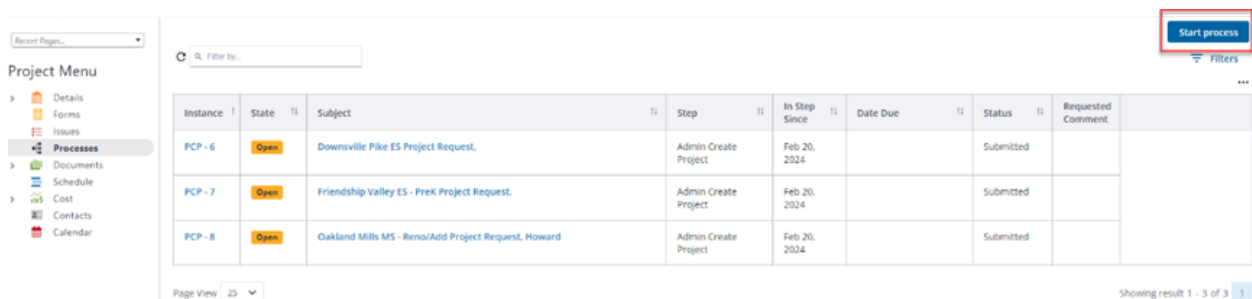 Recent Pages...
Project Menu
Details
Forms
Issues
Processes
Documents
Schedule
Cost
Contacts
Calendar
Start process
Filter by...
Filters
...
Instance State Subject Step In Step Since Date Due Status Requested Comment
PCP - 6 Open Downsville Pike ES Project Request, Admin Create Project Feb 20, 2024 Submitted
PCP - 7 Open Friendship Valley ES - PreK Project Request, Admin Create Project Feb 20, 2024 Submitted
PCP - 8 Open Oakland Mills MS - Reno/Add Project Request, Howard Admin Create Project Feb 20, 2024 Submitted
Page View 25 Showing result 1 - 3 of 3 1